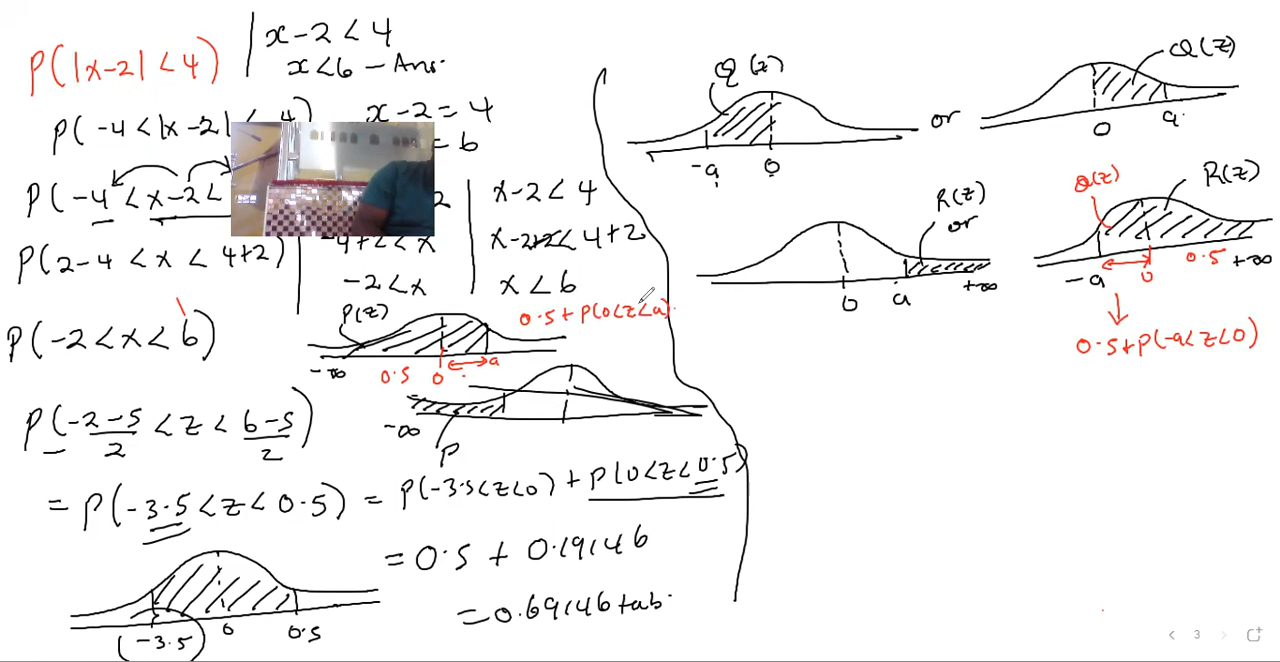 P(|x-2| < 4)
x-2 < 4
x < 6 - Ans.
P(-4 < |x-2| < 4)
x-2 = 4
= 6
P(-4 < x-2 <
2
x-2 < 4
P(2-4 < x < 4+2)
-4+2 < x
x-2+2 < 4+2
-2 < x
x < 6
P(-2 < x < 6)
P(z)
0.5 + P(0<z<a).
-∞ 0.5 0 a
-∞
P
P(-2-5/2 < z < 6-5/2)
= P(-3.5 < z < 0.5) = P(-3.5<z<0) + P(0<z<0.5)
= 0.5 + 0.19146
= 0.69146 tab.
(-3.5) 0 0.5
Q(z)
-a 0
or
Q(z)
0 a
R(z)
or
0 a +∞
Q(z) R(z)
-a 0 0.5 +∞
0.5+P(-a<z<0)
< 3 >